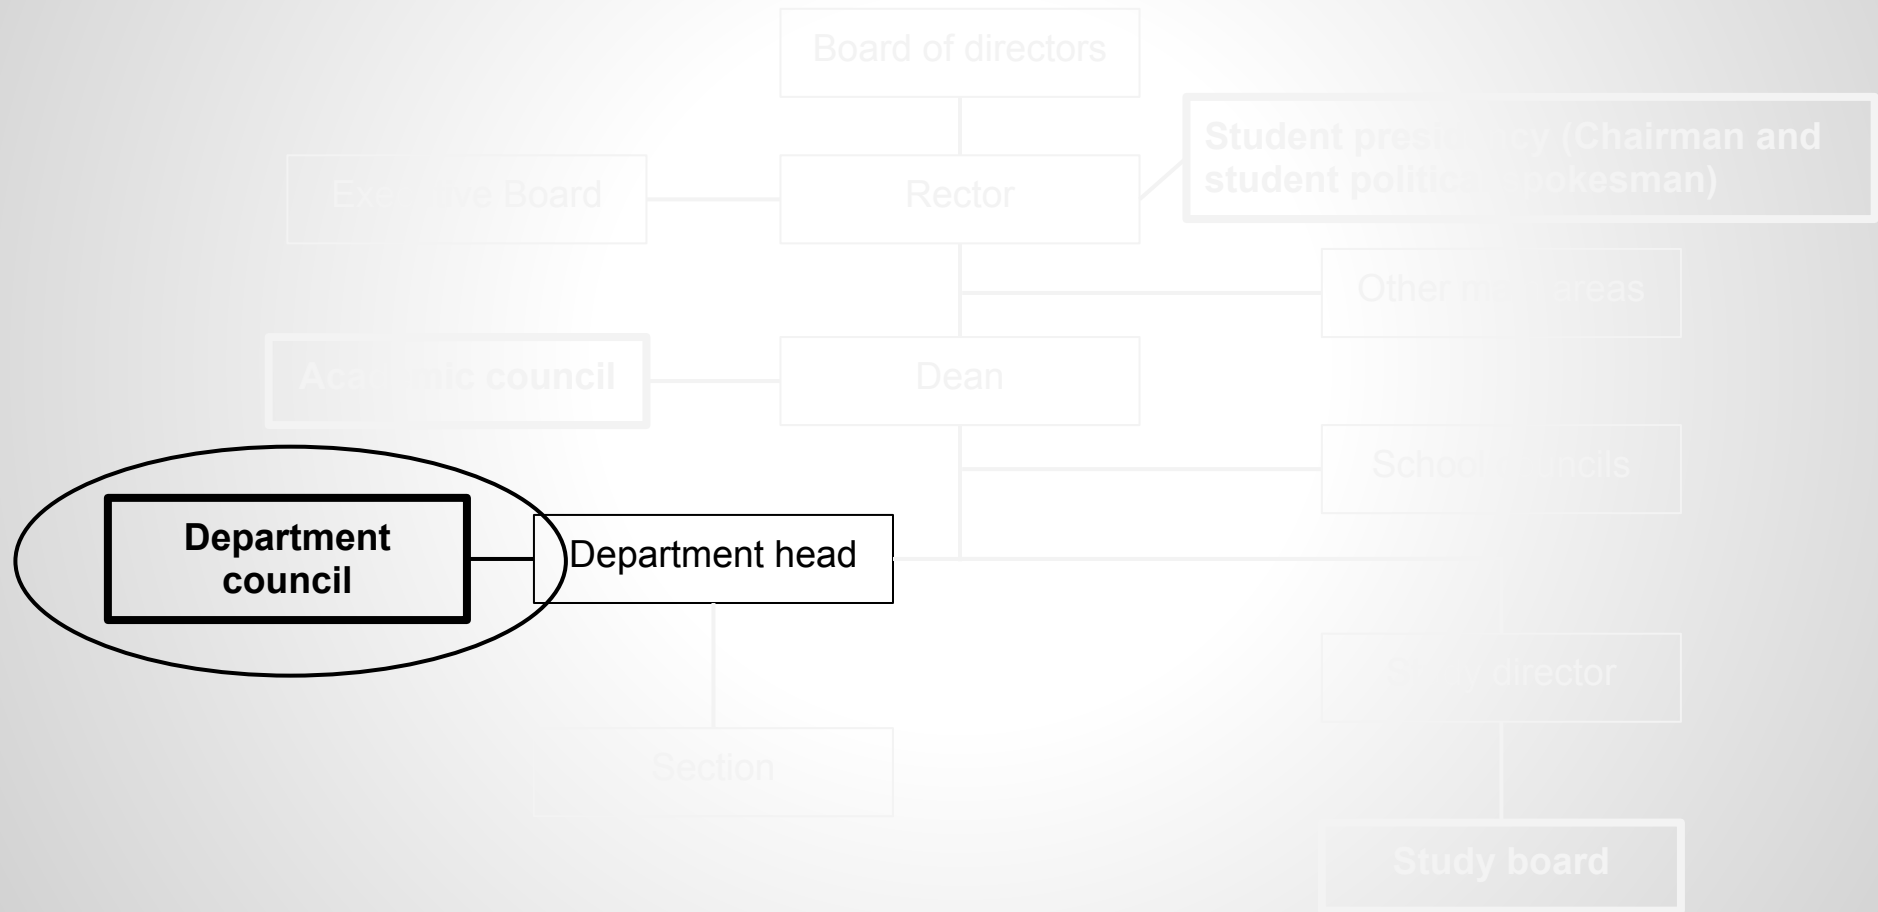 Board of directors
Student presidency (Chairman and
student political spokesman)
Executive Board
Rector
Other main areas
Academic council
Dean
School councils
Department
council
Department head
director
Section
Study board